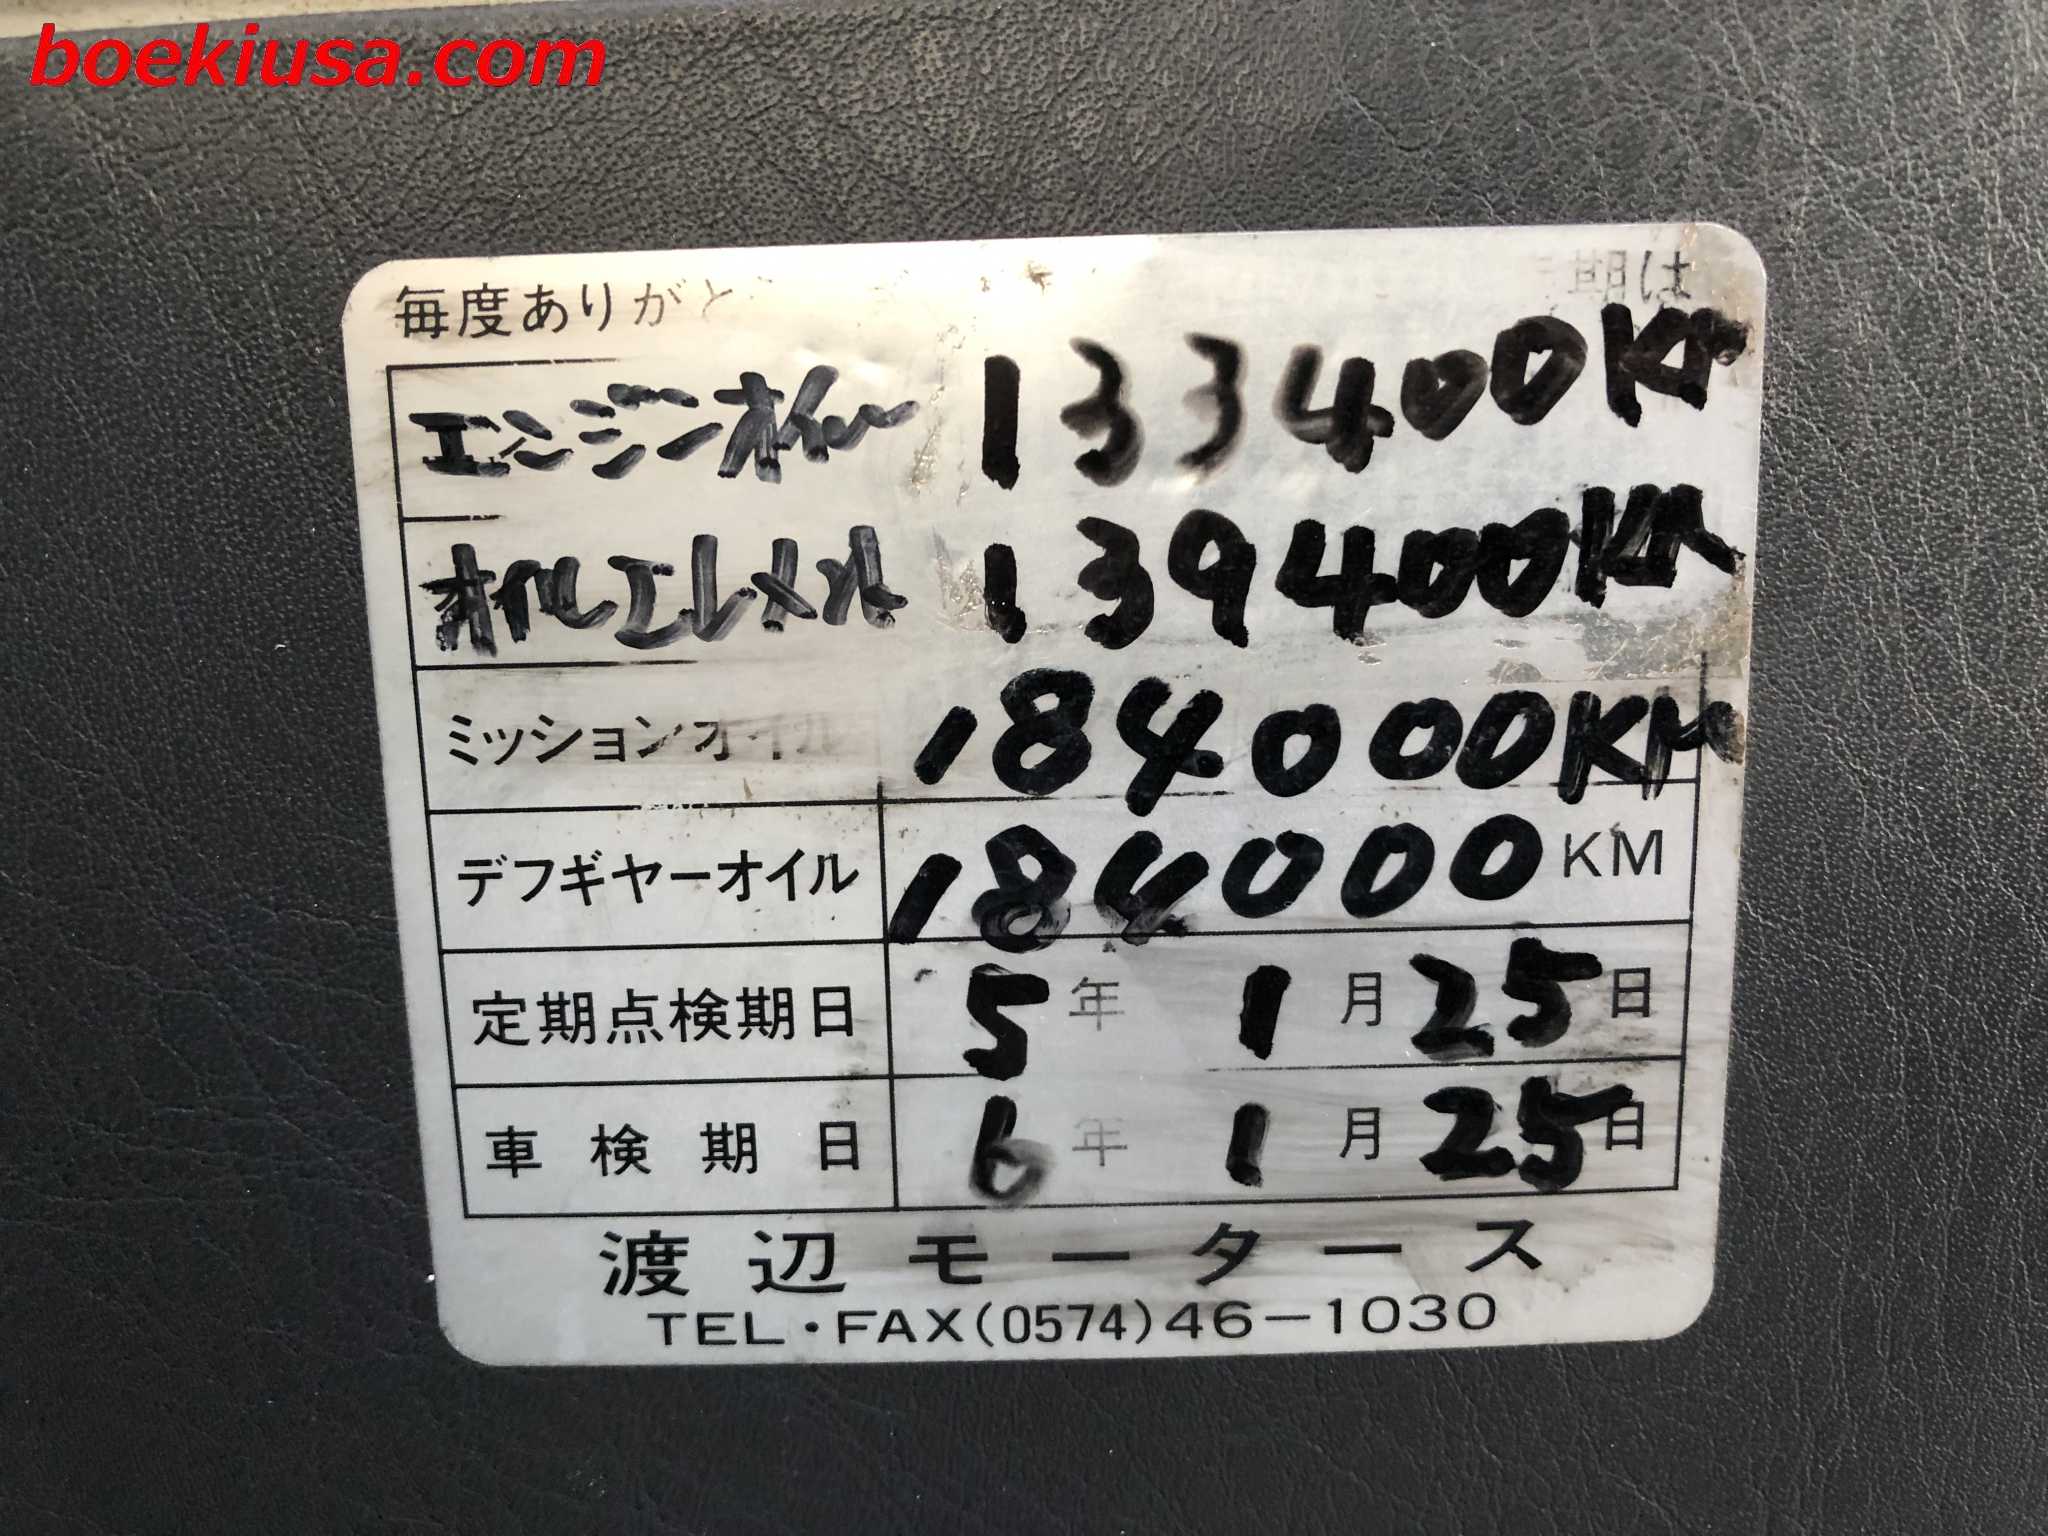 boekiusa.com
毎度ありがと
期は
エンジンオイル 133400KM
オイルエレメント 139400KM
ミッションオイル 184000KM
デフギヤーオイル 184000 KM
定期点検期日 5年 1月 25日
車検期日 6年 1月 25日
渡辺モータース
TEL・FAX(0574)46-1030